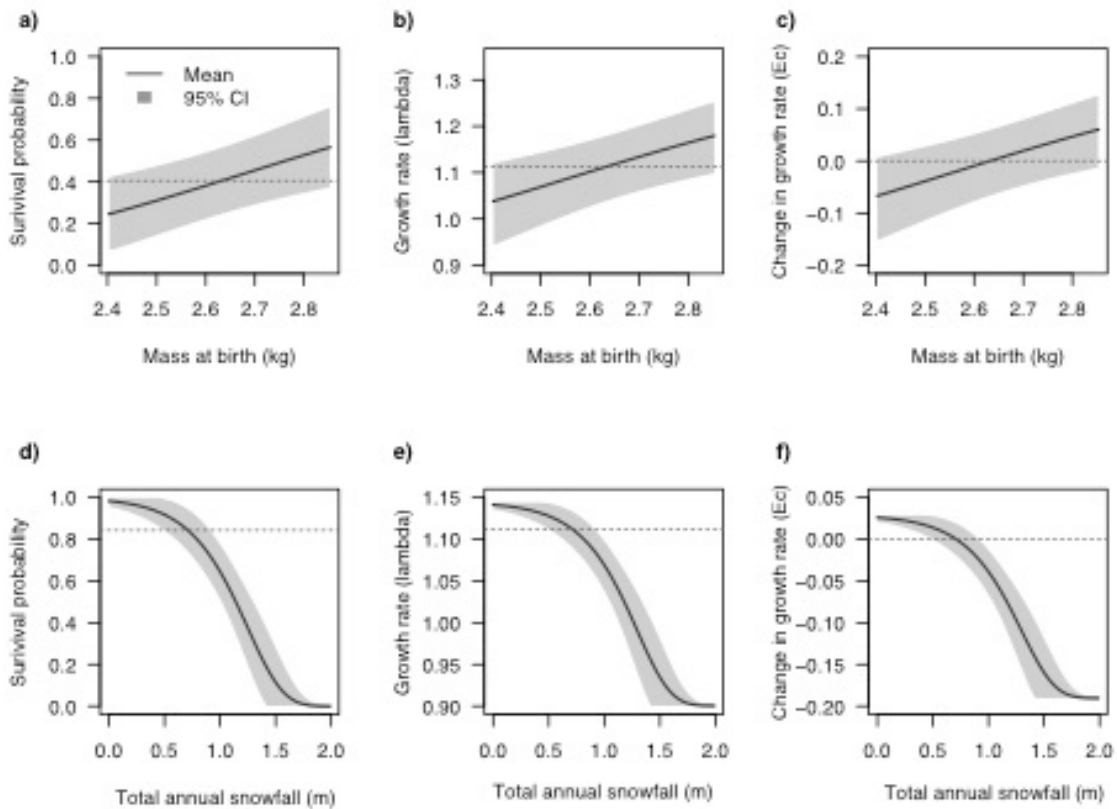 a)
Surivival probability
1.0
0.8
0.6
0.4
0.2
0.0
Mean
95% CI
2.4 2.5 2.6 2.7 2.8
Mass at birth (kg)
b)
Growth rate (lambda)
1.3
1.2
1.1
1.0
0.9
2.4 2.5 2.6 2.7 2.8
Mass at birth (kg)
c)
Change in growth rate (Ec)
0.2
0.1
0.0
−0.1
−0.2
2.4 2.5 2.6 2.7 2.8
Mass at birth (kg)
d)
Surivival probability
1.0
0.8
0.6
0.4
0.2
0.0
0.0 0.5 1.0 1.5 2.0
Total annual snowfall (m)
e)
Growth rate (lambda)
1.15
1.10
1.05
1.00
0.95
0.90
0.0 0.5 1.0 1.5 2.0
Total annual snowfall (m)
f)
Change in growth rate (Ec)
0.05
0.00
−0.05
−0.10
−0.15
−0.20
0.0 0.5 1.0 1.5 2.0
Total annual snowfall (m)